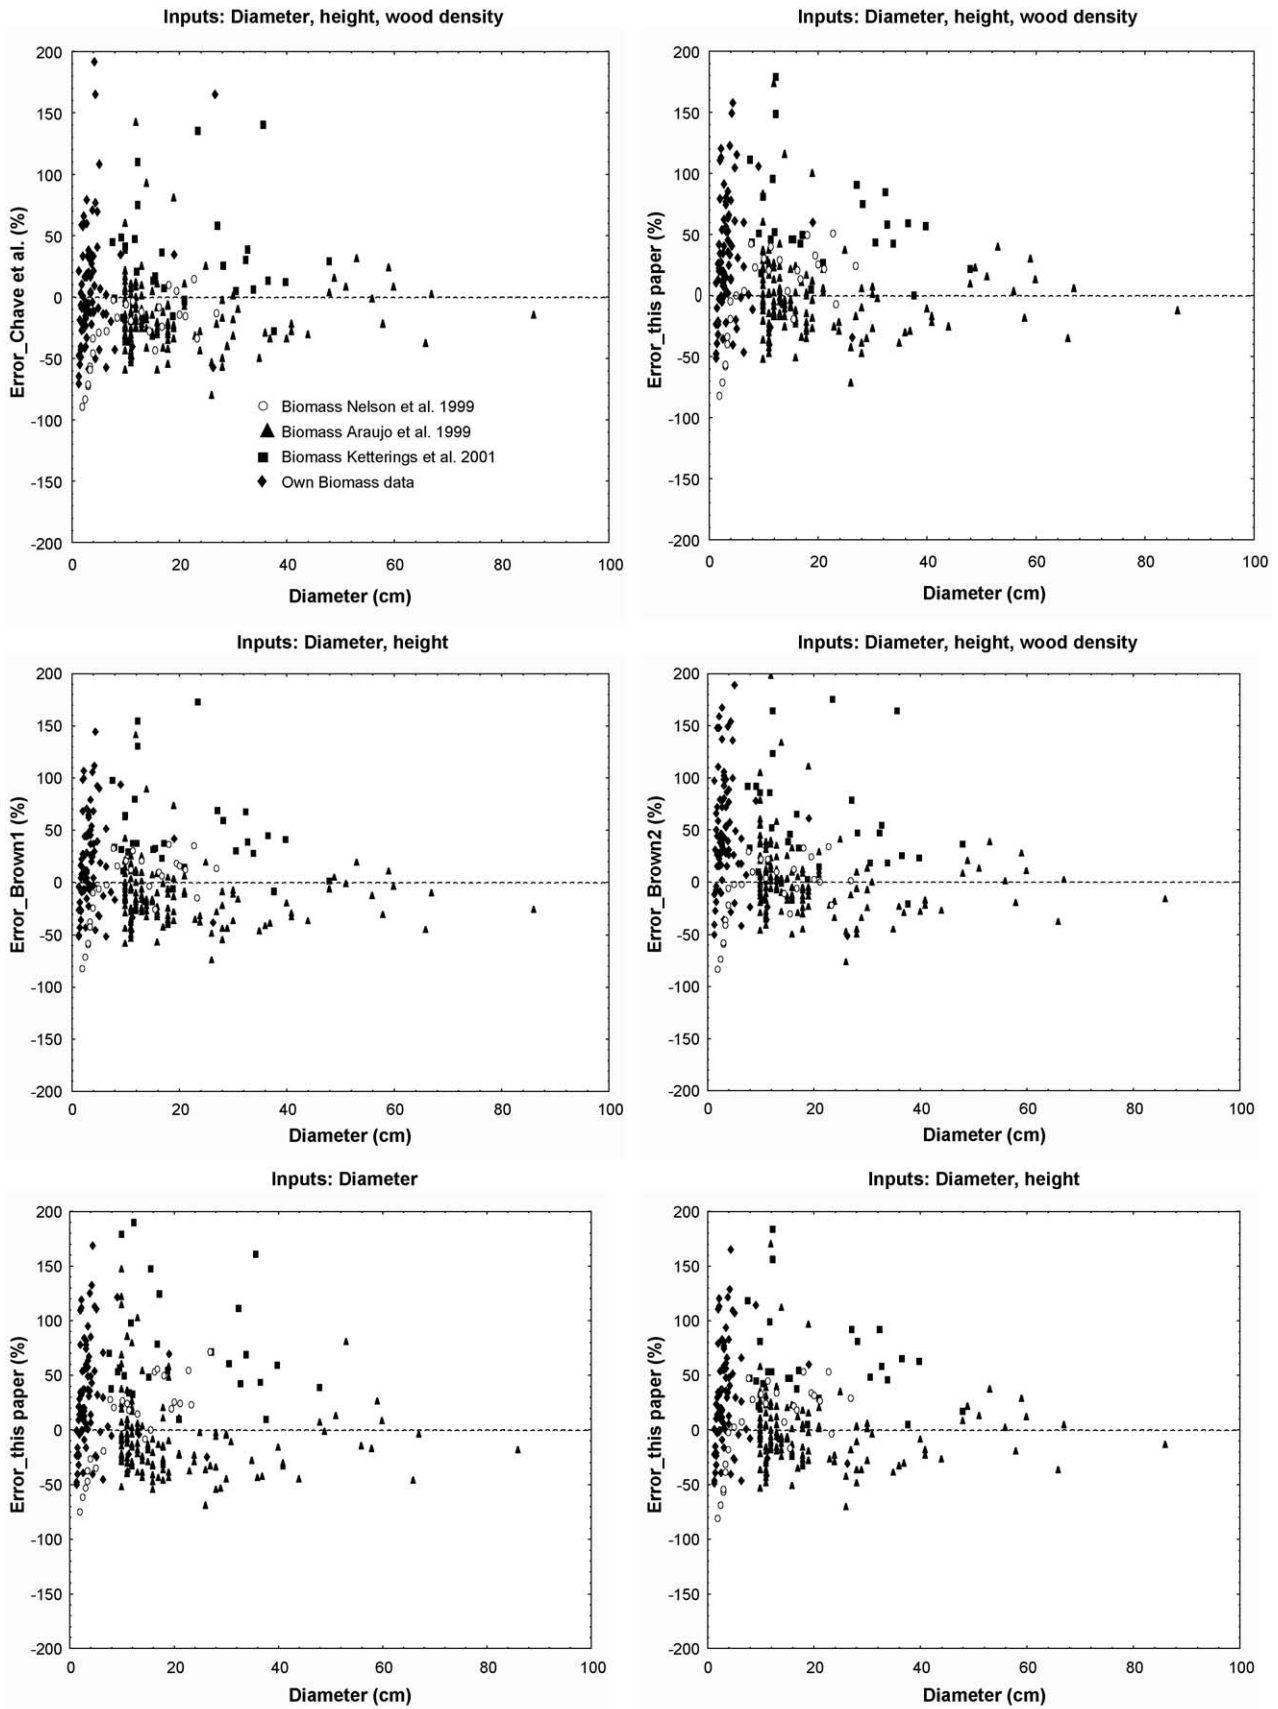 Inputs: Diameter, height, wood density
Error_Chave et al. (%)
200
150
100
50
0
-50
-100
-150
-200
Biomass Nelson et al. 1999
Biomass Araujo et al. 1999
Biomass Ketterings et al. 2001
Own Biomass data
0 20 40 60 80 100
Diameter (cm)
Inputs: Diameter, height, wood density
Error_this paper (%)
200
150
100
50
0
-50
-100
-150
-200
0 20 40 60 80 100
Diameter (cm)
Inputs: Diameter, height
Error_Brown1 (%)
200
150
100
50
0
-50
-100
-150
-200
0 20 40 60 80 100
Diameter (cm)
Inputs: Diameter, height, wood density
Error_Brown2 (%)
200
150
100
50
0
-50
-100
-150
-200
0 20 40 60 80 100
Diameter (cm)
Inputs: Diameter
Error_this paper (%)
200
150
100
50
0
-50
-100
-150
-200
0 20 40 60 80 100
Diameter (cm)
Inputs: Diameter, height
Error_this paper (%)
200
150
100
50
0
-50
-100
-150
-200
0 20 40 60 80 100
Diameter (cm)